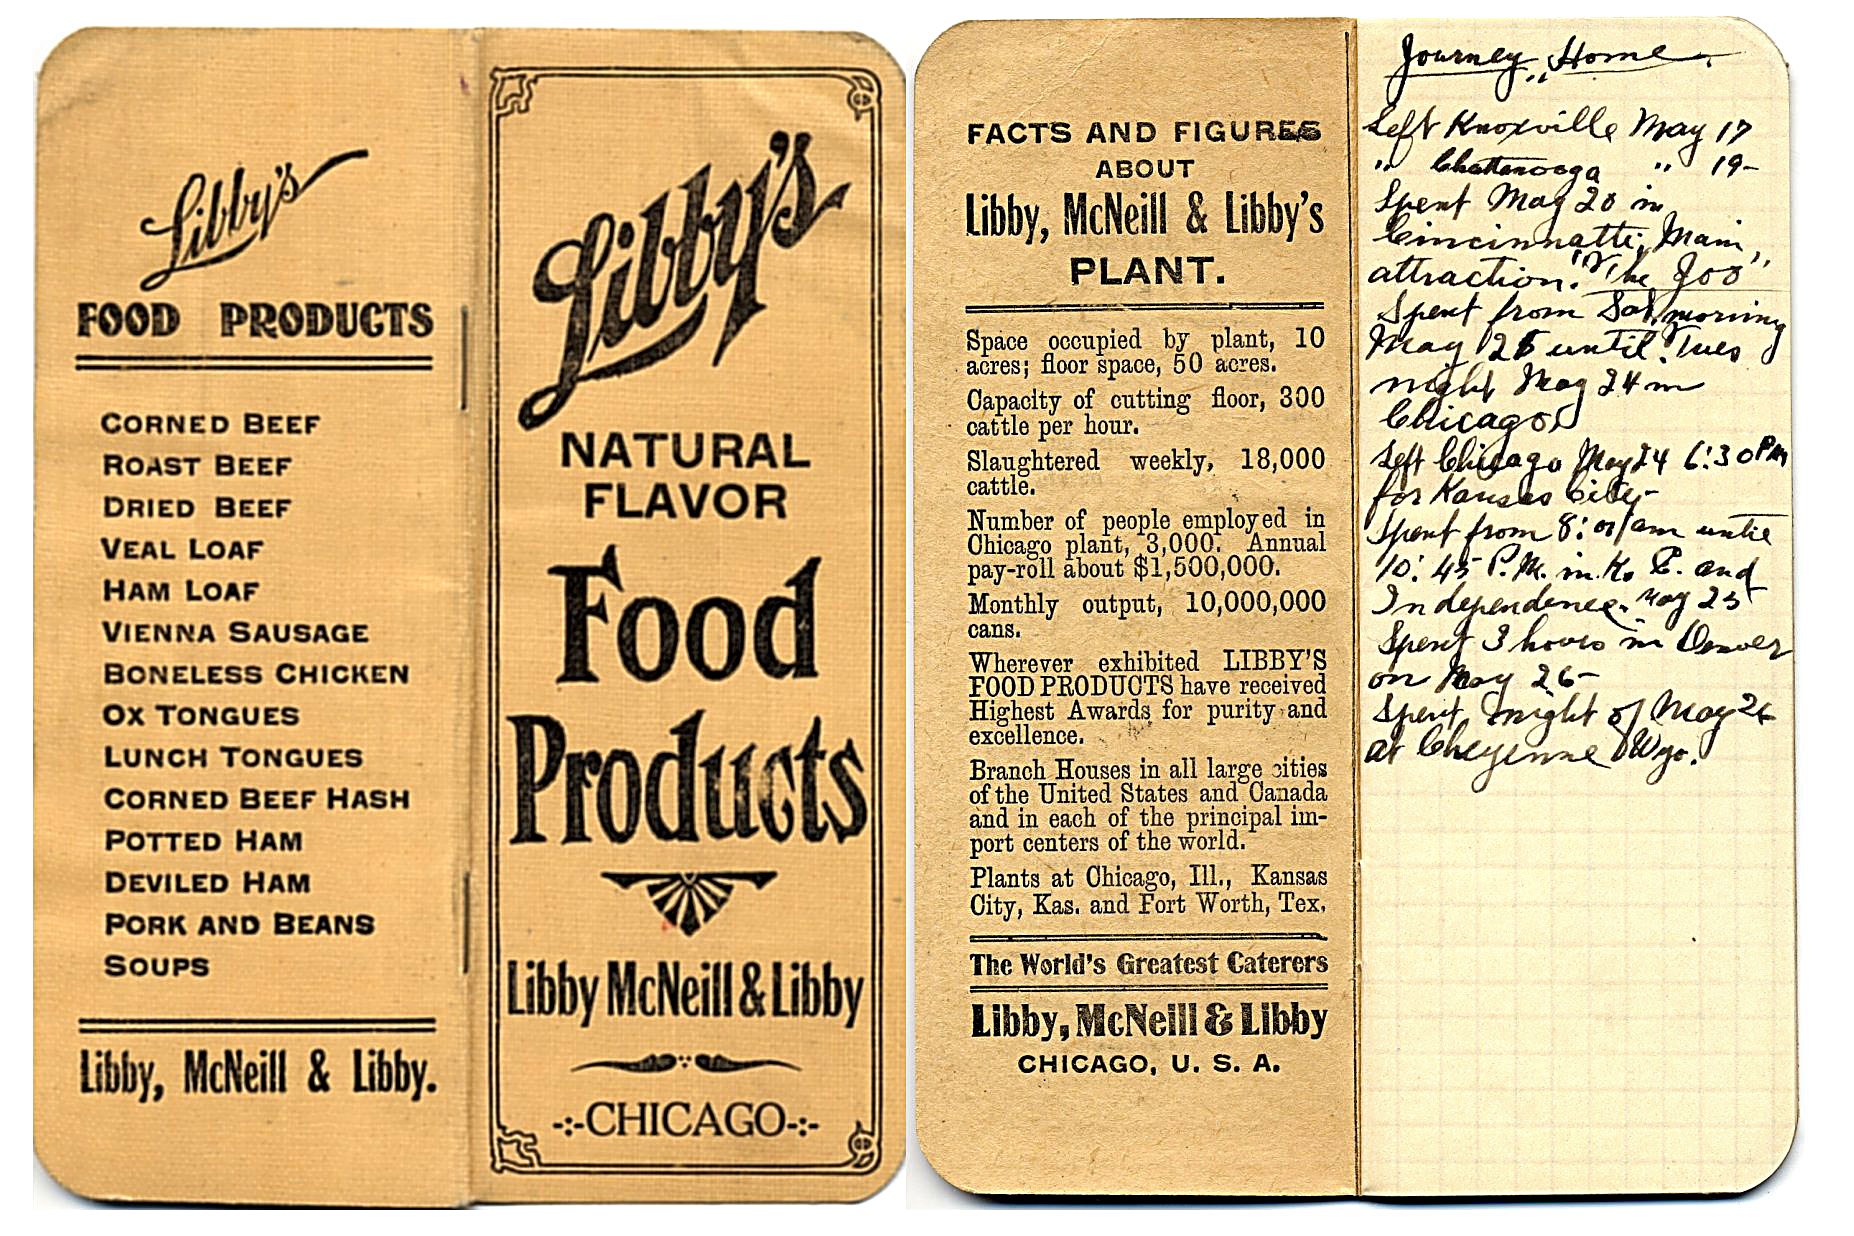 Libby's
FOOD PRODUCTS
CORNED BEEF
ROAST BEEF
DRIED BEEF
VEAL LOAF
HAM LOAF
VIENNA SAUSAGE
BONELESS CHICKEN
OX TONGUES
LUNCH TONGUES
CORNED BEEF HASH
POTTED HAM
DEVILED HAM
PORK AND BEANS
SOUPS
Libby, McNeill & Libby.
Libby's
NATURAL
FLAVOR
Food
Products
Libby McNeill & Libby
-:-CHICAGO-:-
FACTS AND FIGURES
ABOUT
Libby, McNeill & Libby's
PLANT.
Space occupied by plant, 10
acres; floor space, 50 acres.
Capacity of cutting floor, 300
cattle per hour.
Slaughtered weekly, 18,000
cattle.
Number of people employed in
Chicago plant, 3,000. Annual
pay-roll about $1,500,000.
Monthly output, 10,000,000
cans.
Wherever exhibited LIBBY'S
FOOD PRODUCTS have received
Highest Awards for purity and
excellence.
Branch Houses in all large cities
of the United States and Canada
and in each of the principal im-
port centers of the world.
Plants at Chicago, Ill., Kansas
City, Kas. and Fort Worth, Tex.
The World's Greatest Caterers
Libby, McNeill & Libby
CHICAGO, U. S. A.
Journey Home.
Left Knoxville May 17
" Chattanooga " 19-
Spent May 20 in
Cincinnatti, Main
attraction. "The Zoo"
Spent from Sat. morning
May until Tues
night May 24 in
Chicago
Left Chicago May 24 6:30 PM
for Kansas City-
Spent from 8: am until
10:45 P.M. in K. C. and
Independence. May 25
Spent 3 hours in Denver
on May 26-
Spent night of May 26
at Cheyenne Wyo.